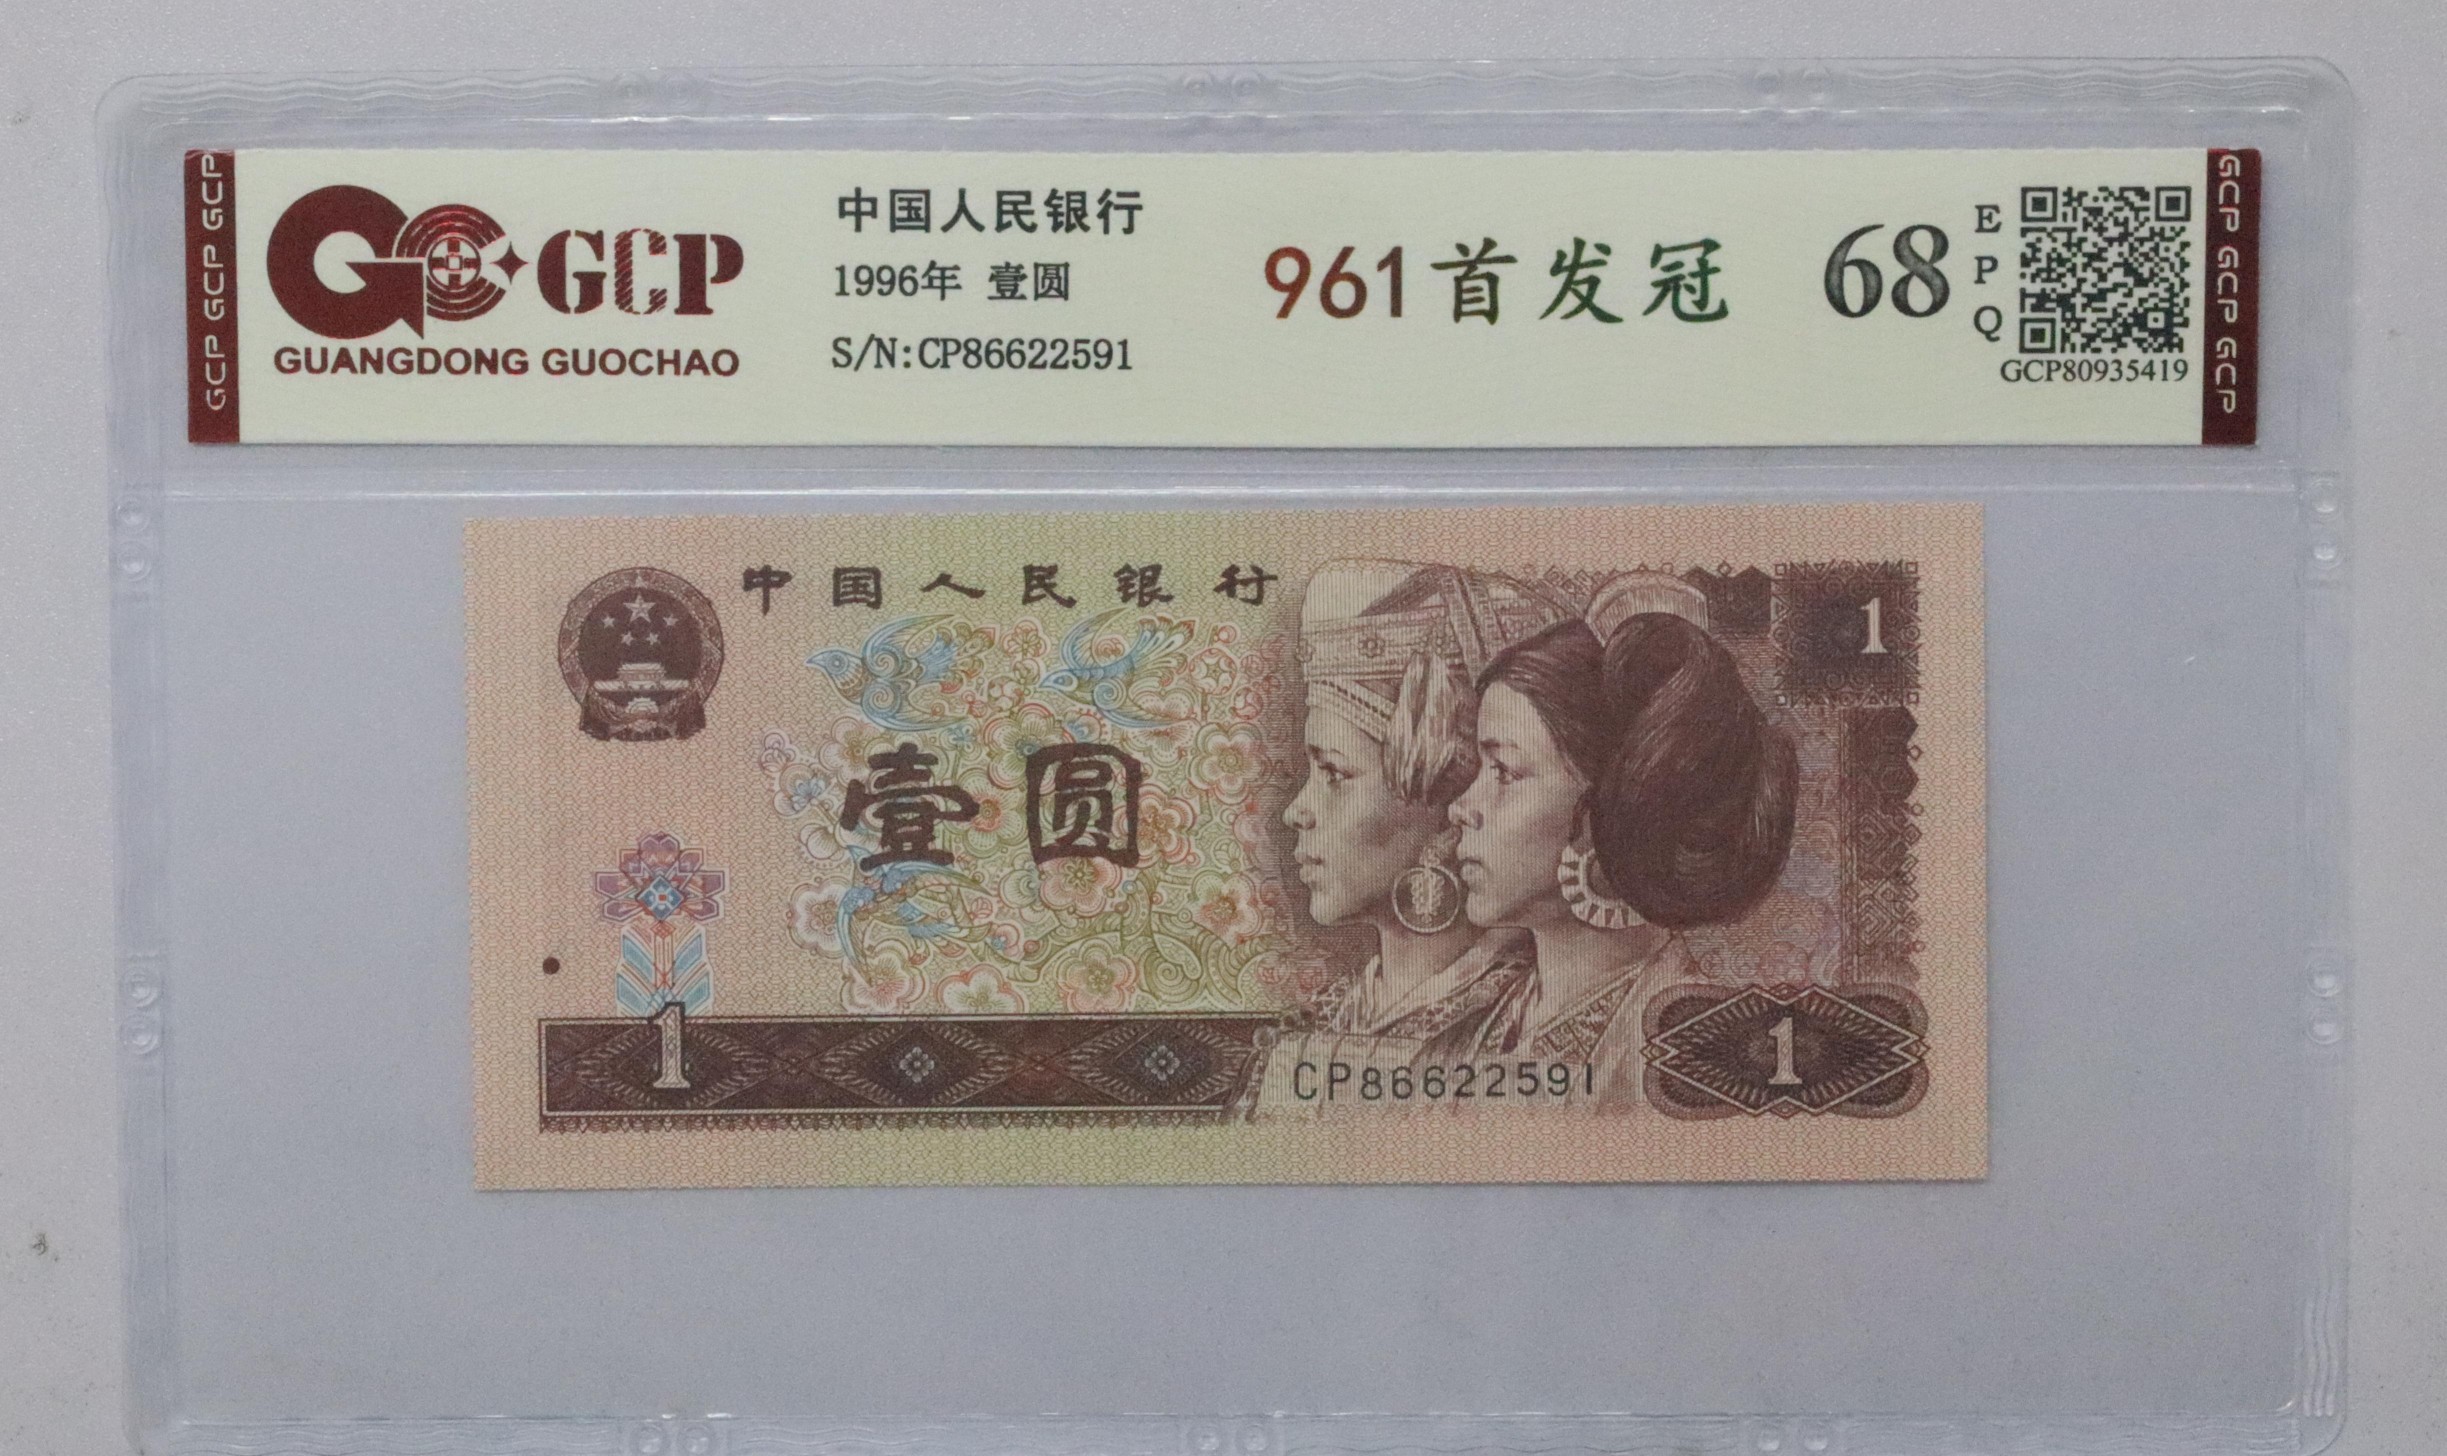 GCP GCP GCP
GCP
GUANGDONG GUOCHAO
中国人民银行
1996年 壹圆
S/N:CP86622591
961首发冠
68
EPQ
GCP80935419
GCP GCP GCP
中国人民银行
1
壹圆
1
CP86622591
1